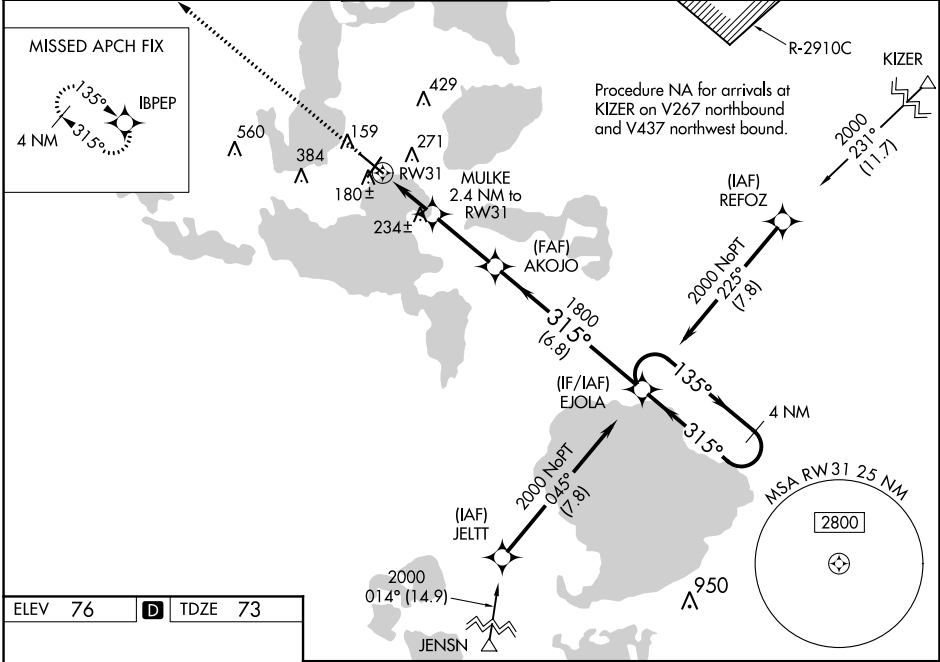 MISSED APCH FIX
135°
IBPEP
4 NM
315°
R-2910C
KIZER
Procedure NA for arrivals at
KIZER on V267 northbound
and V437 northwest bound.
2000
231°
(11.7)
429
560
159
271
384
RW31
180±
MULKE
2.4 NM to
RW31
234±
(IAF)
REFOZ
(FAF)
AKOJO
2000 NoPT
225°
(7.8)
1800
315°
(6.8)
(IF/IAF)
EJOLA
135°
4 NM
315°
2000 NoPT
045°
(7.8)
(IAF)
JELTT
MSA RW31 25 NM
2800
2000
014° (14.9)
950
JENSN
ELEV 76 D TDZE 73